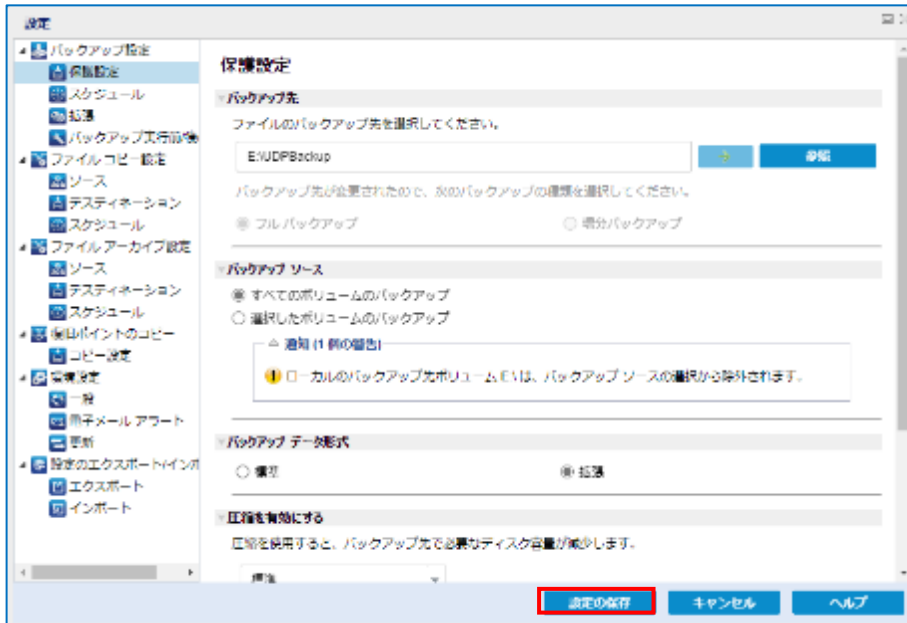 設定
バックアップ設定
保護設定
スケジュール
拡張
バックアップ実行前/後
ファイル コピー設定
ソース
デスティネーション
スケジュール
ファイル アーカイブ設定
ソース
デスティネーション
スケジュール
復旧ポイントのコピー
コピー設定
環境設定
一般
電子メール アラート
更新
設定のエクスポート/インポ
エクスポート
インポート
保護設定
バックアップ先
ファイルのバックアップ先を選択してください。
E:\UDPBackup
参照
バックアップ先が変更されたので、次のバックアップの種類を選択してください。
フル バックアップ
増分バックアップ
バックアップ ソース
すべてのボリュームのバックアップ
選択したボリュームのバックアップ
通知 (1 個の警告)
ローカルのバックアップ先ボリューム E:\は、バックアップ ソースの選択から除外されます。
バックアップ データ形式
標準
拡張
圧縮を有効にする
圧縮を使用すると、バックアップ先で必要なディスク容量が減少します。
標準
設定の保存
キャンセル
ヘルプ